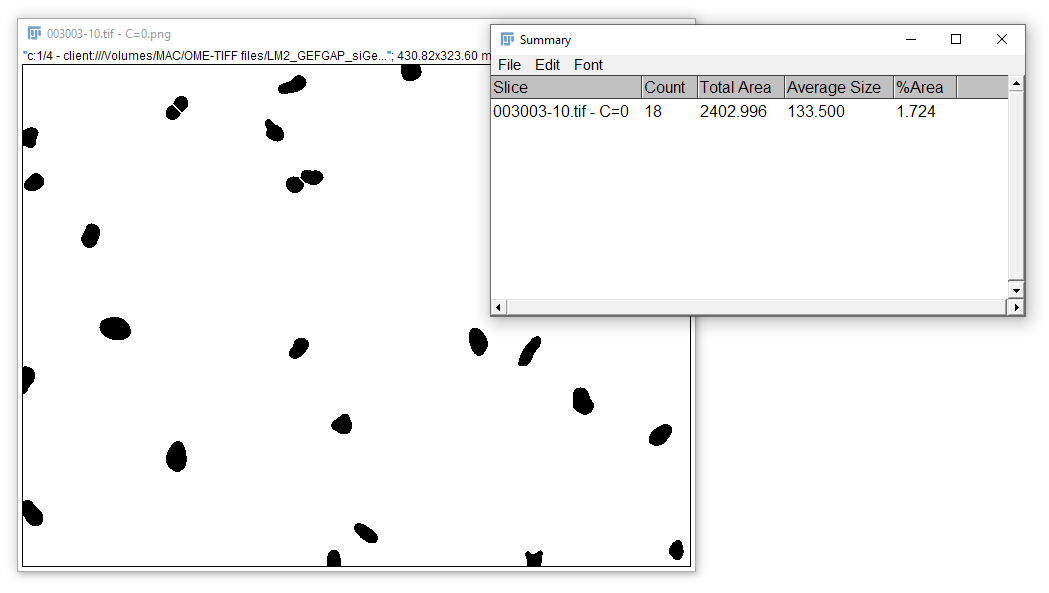 003003-10.tif - C=0.png
"c:1/4 - client:///Volumes/MAC/OME-TIFF files/LM2_GEFGAP_siGe..."; 430.82x323.60 m
Summary
File Edit Font
Slice Count Total Area Average Size %Area
003003-10.tif - C=0 18 2402.996 133.500 1.724